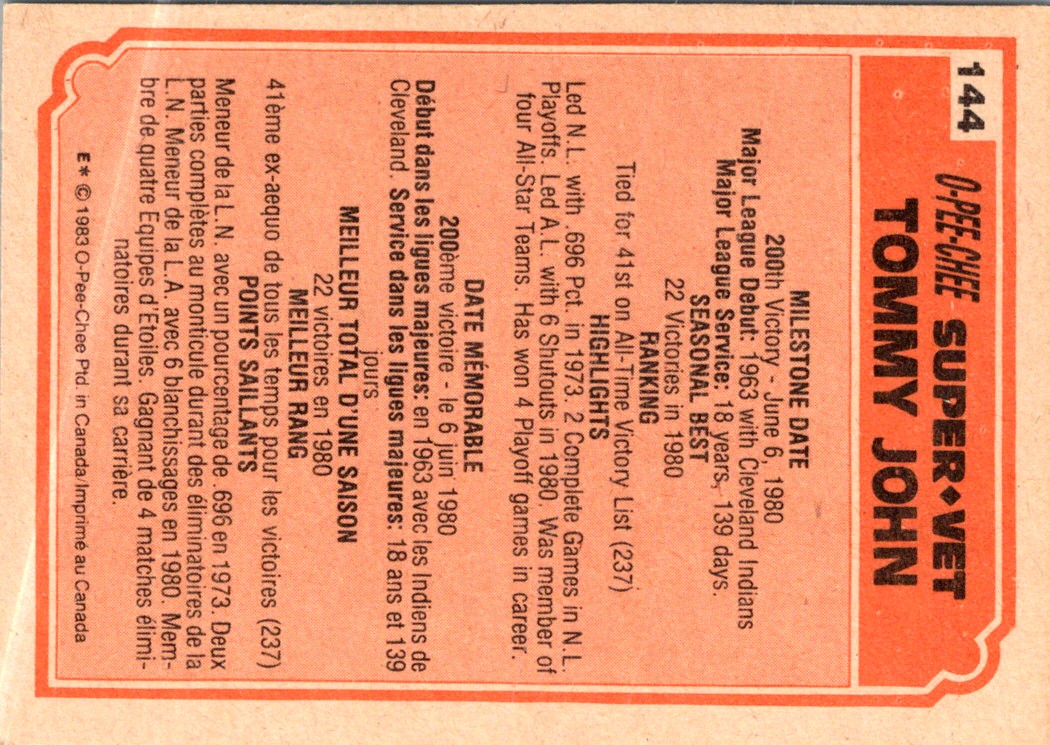 144
O-PEE-CHEE SUPER◆VET
TOMMY JOHN
MILESTONE DATE
200th Victory - June 6, 1980
Major League Debut: 1963 with Cleveland Indians
Major League Service: 18 years, 139 days.
SEASONAL BEST
22 Victories in 1980
RANKING
Tied for 41st on All-Time Victory List (237)
HIGHLIGHTS
Led N.L. with .696 Pct. in 1973. 2 Complete Games in N.L.
Playoffs. Led A.L. with 6 Shutouts in 1980. Was member of
four All-Star Teams. Has won 4 Playoff games in career.
DATE MÉMORABLE
200ème victoire - le 6 juin 1980
Début dans les ligues majeures: en 1963 avec les Indiens de
Cleveland. Service dans les ligues majeures: 18 ans et 139
jours
MEILLEUR TOTAL D'UNE SAISON
22 victoires en 1980
MEILLEUR RANG
41ème ex-aequo de tous les temps pour les victoires (237)
POINTS SAILLANTS
Meneur de la L.N. avec un pourcentage de .696 en 1973. Deux
parties complètes au monticule durant des éliminatoires de la
L.N. Meneur de la L.A. avec 6 blanchissages en 1980. Mem-
bre de quatre Equipes d'Etoiles. Gagnant de 4 matches élimi-
natoires durant sa carrière.
E* © 1983 O-Pee-Chee Ptd. in Canada/Imprimé au Canada